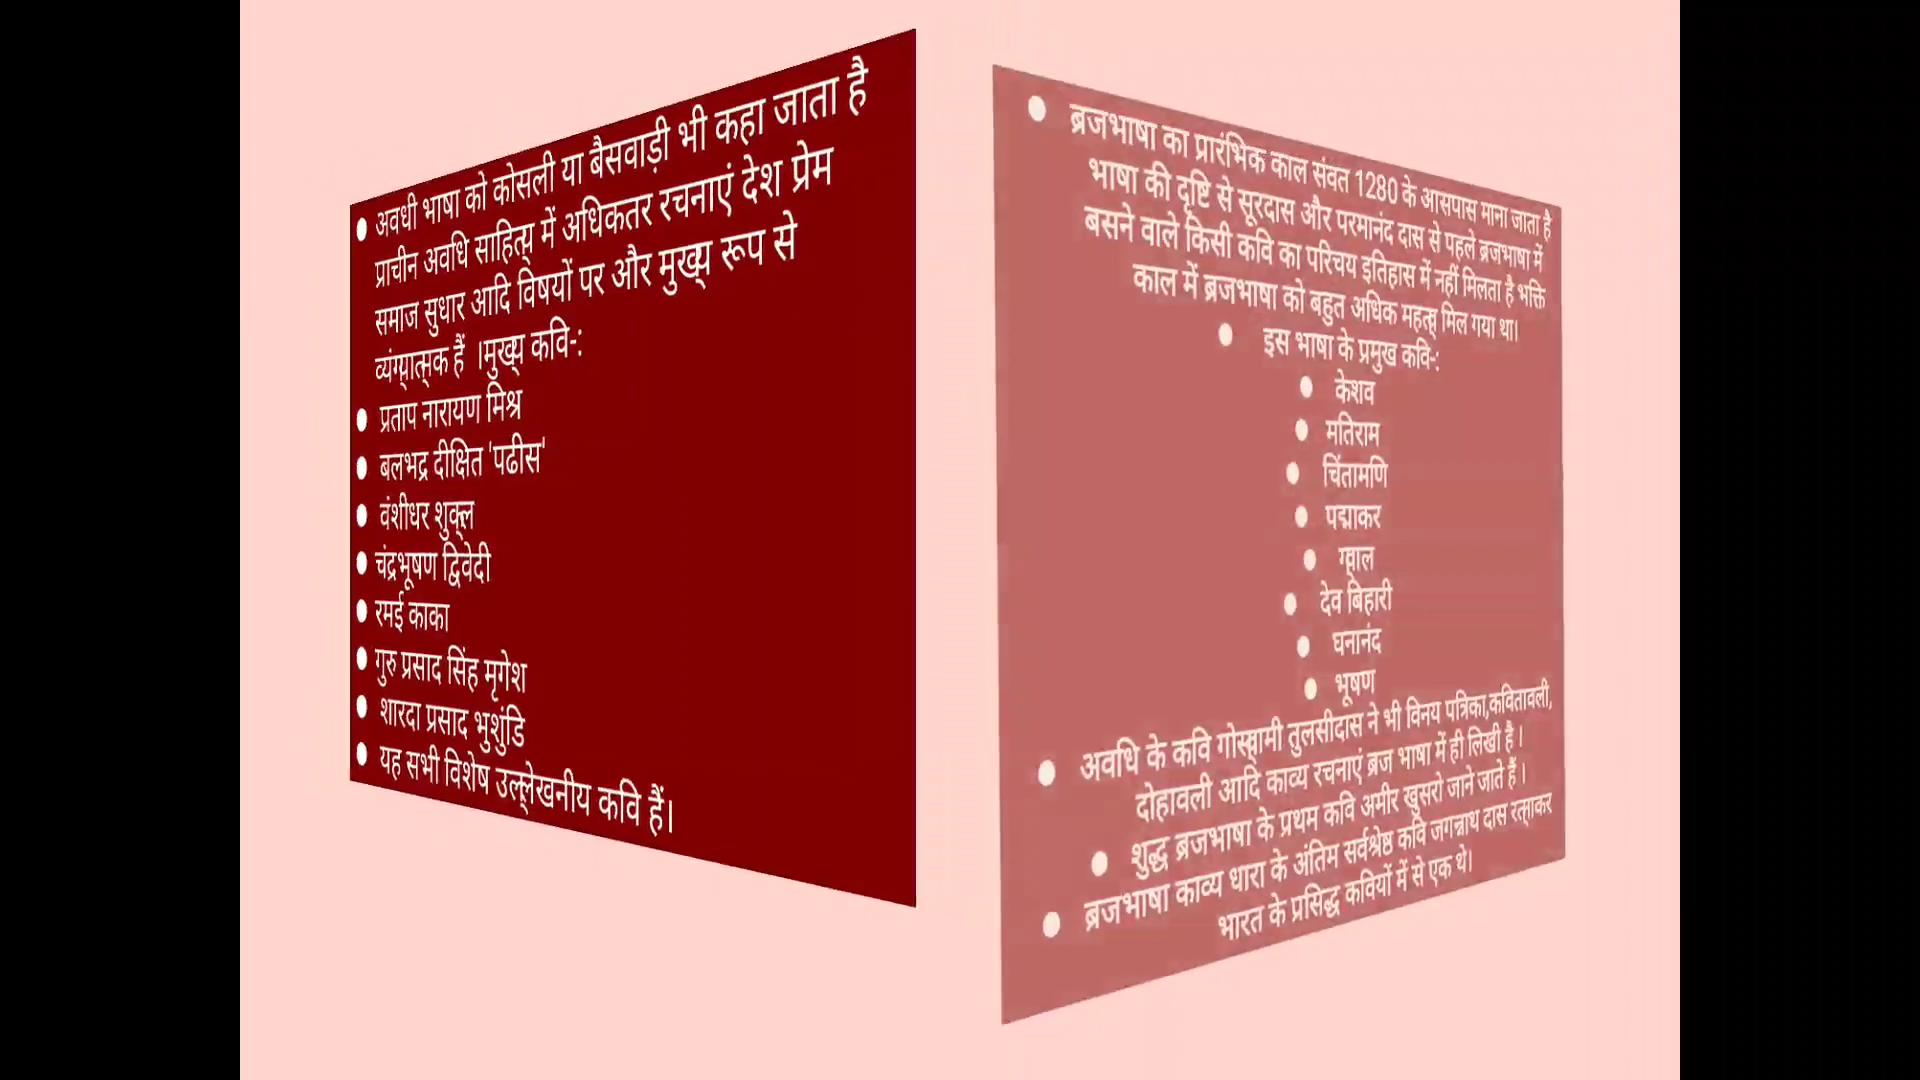 • अवधी भाषा को कोसली या बैसवाड़ी भी कहा जाता है
प्राचीन अवधि साहित्य में अधिकतर रचनाएं देश प्रेम
समाज सुधार आदि विषयों पर और मुख्य रूप से
व्यंग्यात्मक हैं ।मुख्य कवि-:
• प्रताप नारायण मिश्र
• बलभद्र दीक्षित 'पढीस'
• वंशीधर शुक्ल
• चंद्रभूषण द्विवेदी
• रमई काका
• गुरु प्रसाद सिंह मृगेश
• शारदा प्रसाद भुशुंडि
• यह सभी विशेष उल्लेखनीय कवि हैं।
• ब्रजभाषा का प्रारंभिक काल संवत 1280 के आसपास माना जाता है
भाषा की दृष्टि से सूरदास और परमानंद दास से पहले ब्रजभाषा में
बसने वाले किसी कवि का परिचय इतिहास में नहीं मिलता है भक्ति
काल में ब्रजभाषा को बहुत अधिक महत्व मिल गया था।
• इस भाषा के प्रमुख कवि-:
• केशव
• मतिराम
• चिंतामणि
• पद्माकर
• ग्वाल
• देव बिहारी
• घनानंद
• भूषण
• अवधि के कवि गोस्वामी तुलसीदास ने भी विनय पत्रिका,कवितावली,
दोहावली आदि काव्य रचनाएं ब्रज भाषा में ही लिखी है ।
• शुद्ध ब्रजभाषा के प्रथम कवि अमीर खुसरो जाने जाते हैं ।
• ब्रजभाषा काव्य धारा के अंतिम सर्वश्रेष्ठ कवि जगन्नाथ दास रत्नाकर
भारत के प्रसिद्ध कवियों में से एक थे।